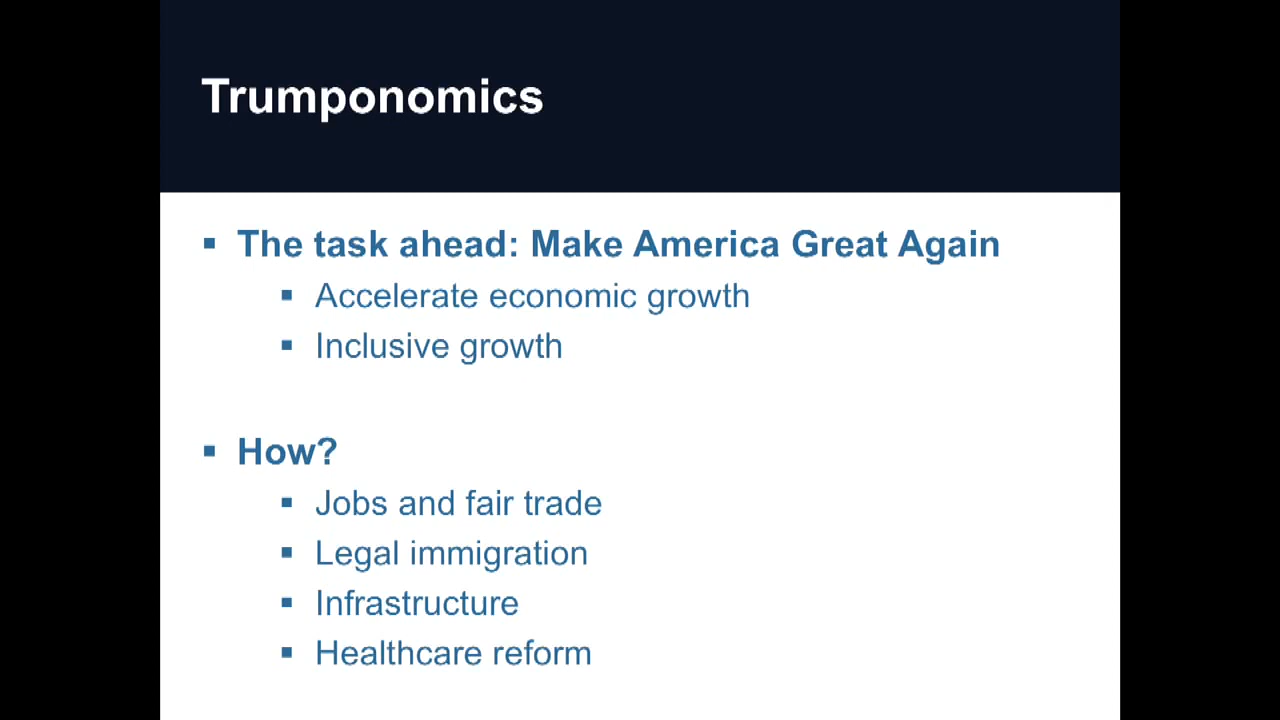 Trumponomics
▪ The task ahead: Make America Great Again
▪ Accelerate economic growth
▪ Inclusive growth
▪ How?
▪ Jobs and fair trade
▪ Legal immigration
▪ Infrastructure
▪ Healthcare reform